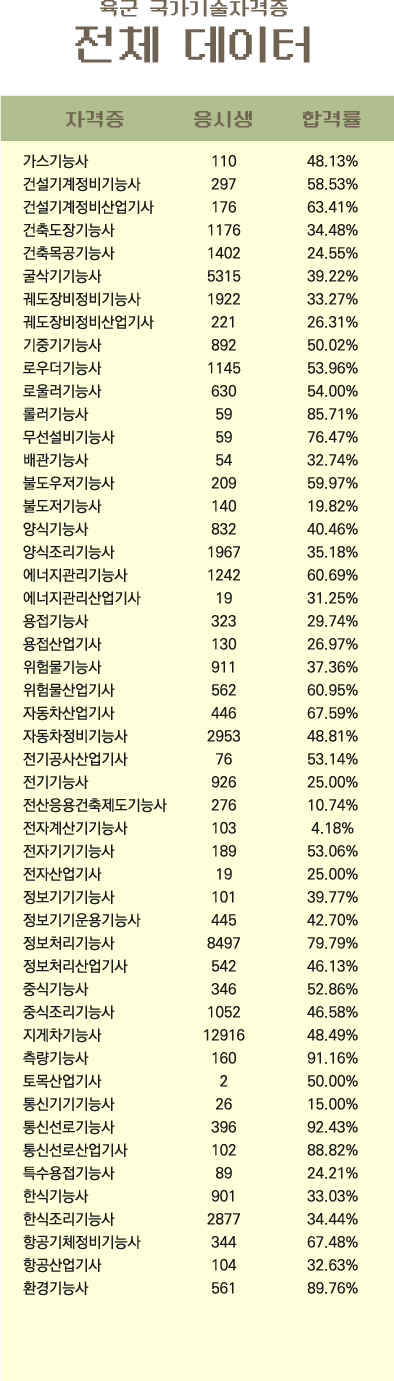 육군 국가기술자격증
전체 데이터
자격증 응시생 합격률
가스기능사 110 48.13%
건설기계정비기능사 297 58.53%
건설기계정비산업기사 176 63.41%
건축도장기능사 1176 34.48%
건축목공기능사 1402 24.55%
굴삭기기능사 5315 39.22%
궤도장비정비기능사 1922 33.27%
궤도장비정비산업기사 221 26.31%
기중기기능사 892 50.02%
로우더기능사 1145 53.96%
로울러기능사 630 54.00%
롤러기능사 59 85.71%
무선설비기능사 59 76.47%
배관기능사 54 32.74%
불도우저기능사 209 59.97%
불도저기능사 140 19.82%
양식기능사 832 40.46%
양식조리기능사 1967 35.18%
에너지관리기능사 1242 60.69%
에너지관리산업기사 19 31.25%
용접기능사 323 29.74%
용접산업기사 130 26.97%
위험물기능사 911 37.36%
위험물산업기사 562 60.95%
자동차산업기사 446 67.59%
자동차정비기능사 2953 48.81%
전기공사산업기사 76 53.14%
전기기능사 926 25.00%
전산응용건축제도기능사 276 10.74%
전자계산기기능사 103 4.18%
전자기기기능사 189 53.06%
전자산업기사 19 25.00%
정보기기기능사 101 39.77%
정보기기운용기능사 445 42.70%
정보처리기능사 8497 79.79%
정보처리산업기사 542 46.13%
중식기능사 346 52.86%
중식조리기능사 1052 46.58%
지게차기능사 12916 48.49%
측량기능사 160 91.16%
토목산업기사 2 50.00%
통신기기기능사 26 15.00%
통신선로기능사 396 92.43%
통신선로산업기사 102 88.82%
특수용접기능사 89 24.21%
한식기능사 901 33.03%
한식조리기능사 2877 34.44%
항공기체정비기능사 344 67.48%
항공산업기사 104 32.63%
환경기능사 561 89.76%